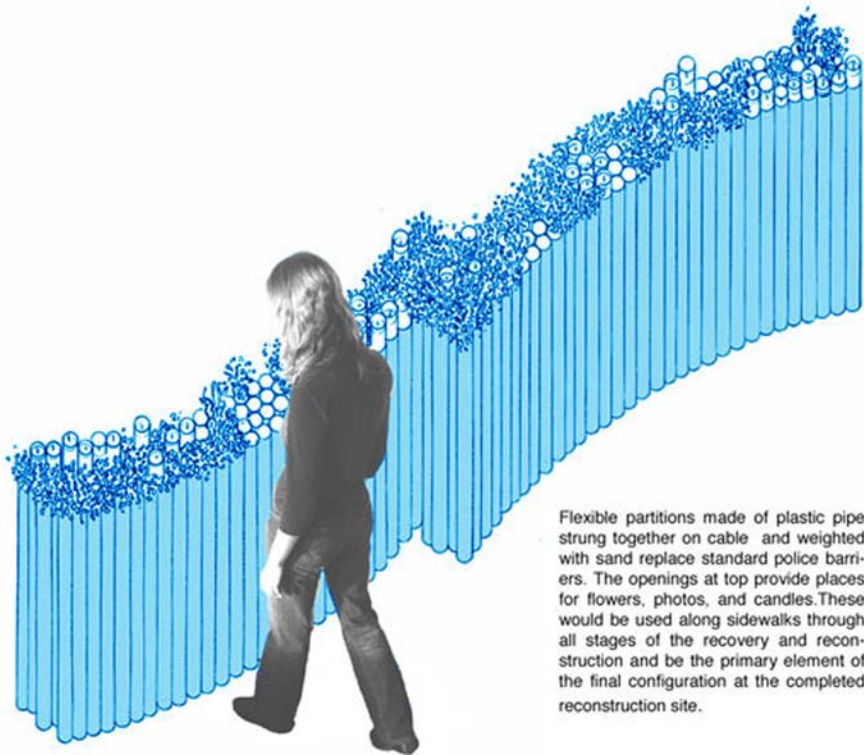 Flexible partitions made of plastic pipe
strung together on cable and weighted
with sand replace standard police barri-
ers. The openings at top provide places
for flowers, photos, and candles.These
would be used along sidewalks through
all stages of the recovery and recon-
struction and be the primary element of
the final configuration at the completed
reconstruction site.